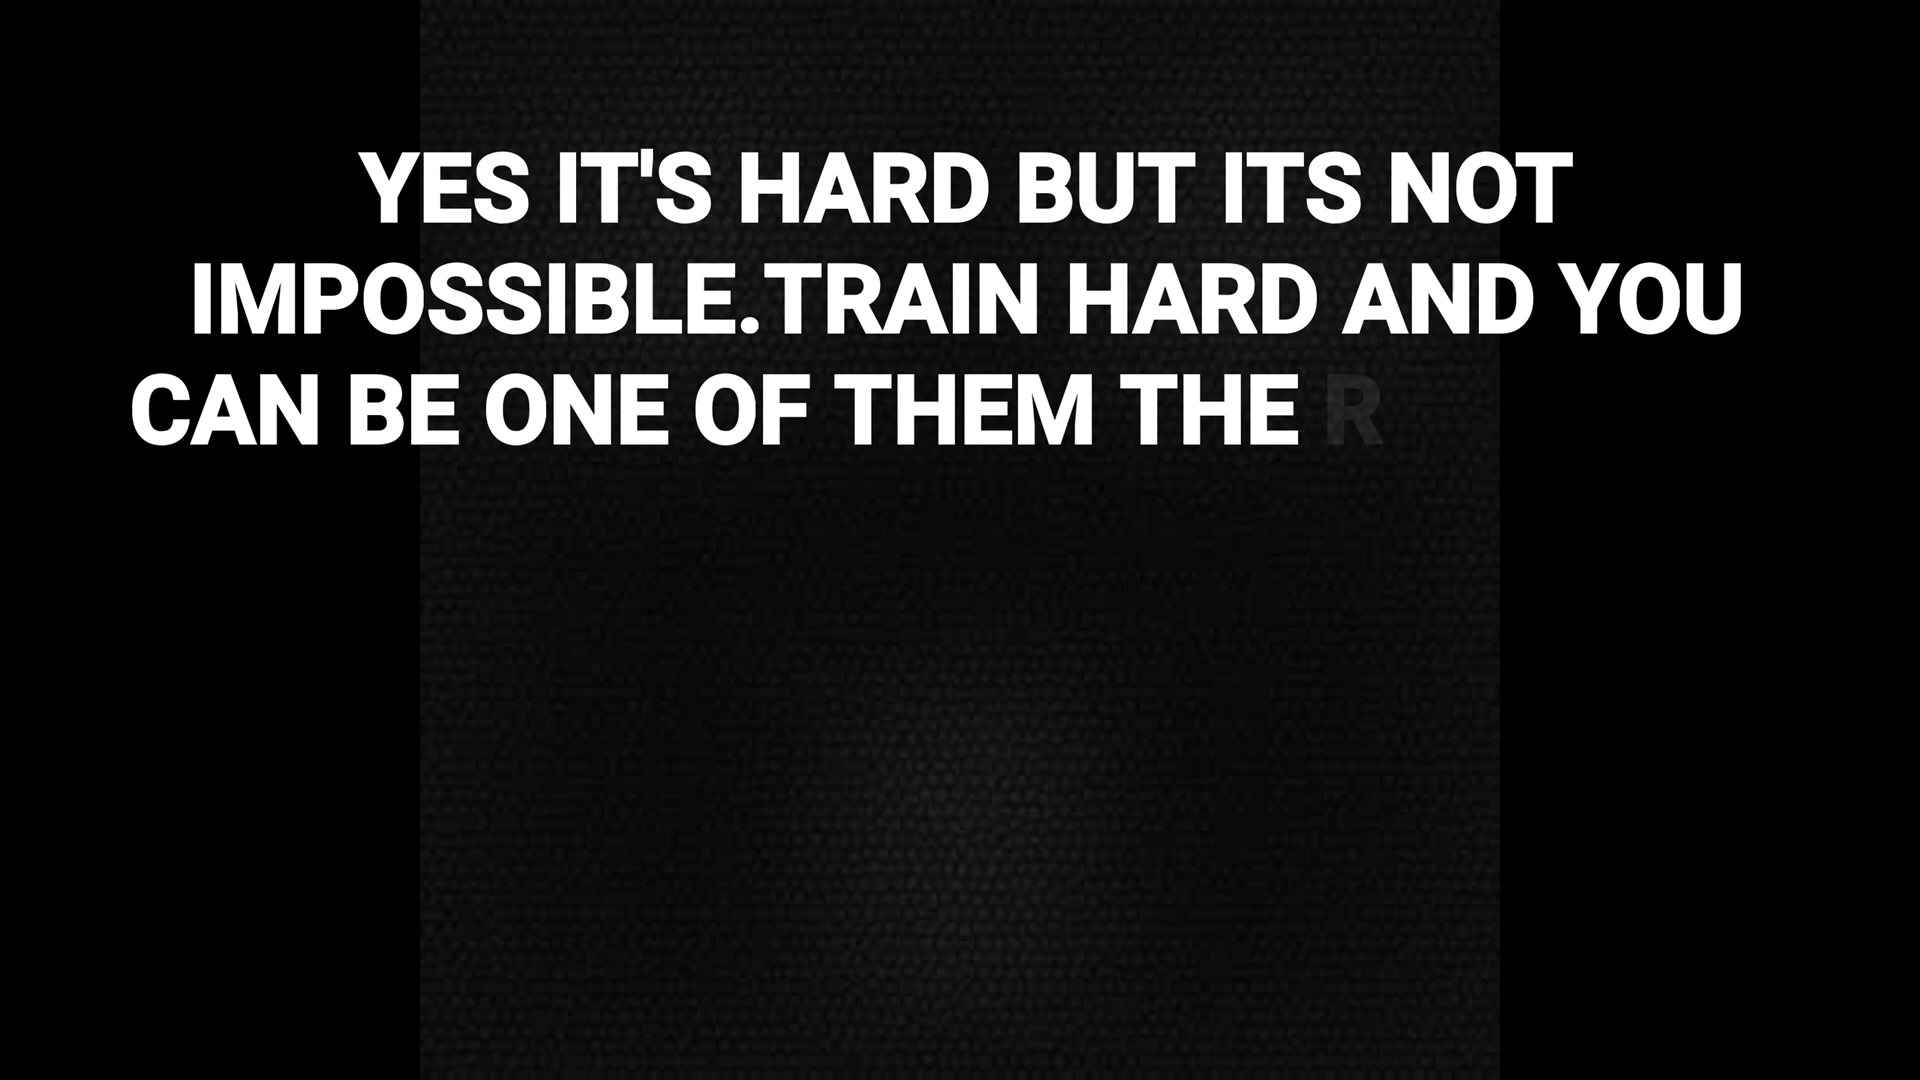 YES IT'S HARD BUT ITS NOT
IMPOSSIBLE.TRAIN HARD AND YOU
CAN BE ONE OF THEM THE R